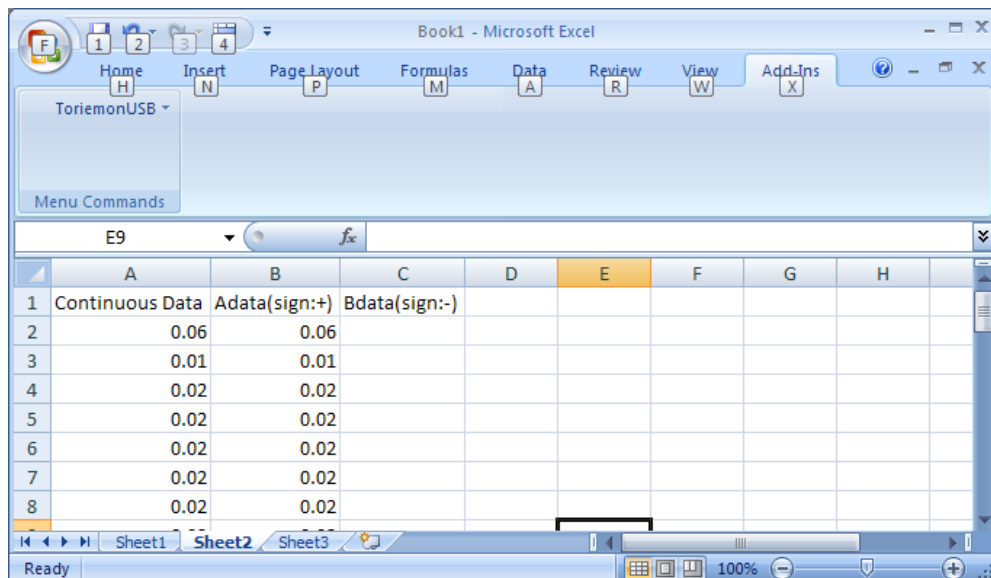 Book1 - Microsoft Excel
F 1 2 3 4
Home Insert Page Layout Formulas Data Review View Add-Ins
H N P M A R W X
ToriemonUSB
Menu Commands
E9 fx
A B C D E F G H
1 Continuous Data Adata(sign:+) Bdata(sign:-)
2 0.06 0.06
3 0.01 0.01
4 0.02 0.02
5 0.02 0.02
6 0.02 0.02
7 0.02 0.02
8 0.02 0.02
Sheet1 Sheet2 Sheet3
Ready 100%